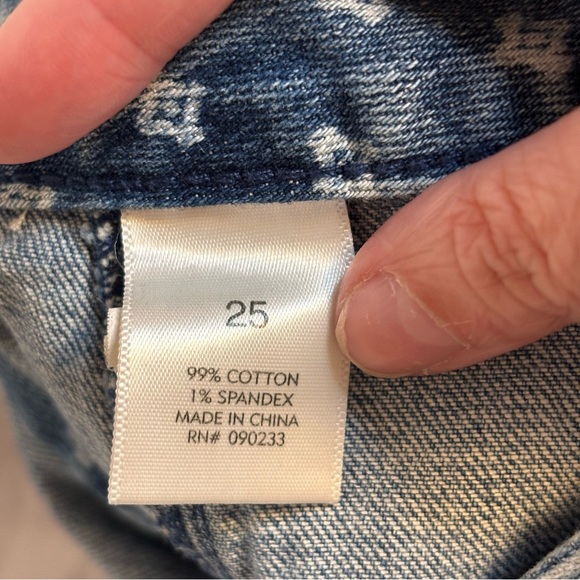 25
99% COTTON
1% SPANDEX
MADE IN CHINA
RN# 090233